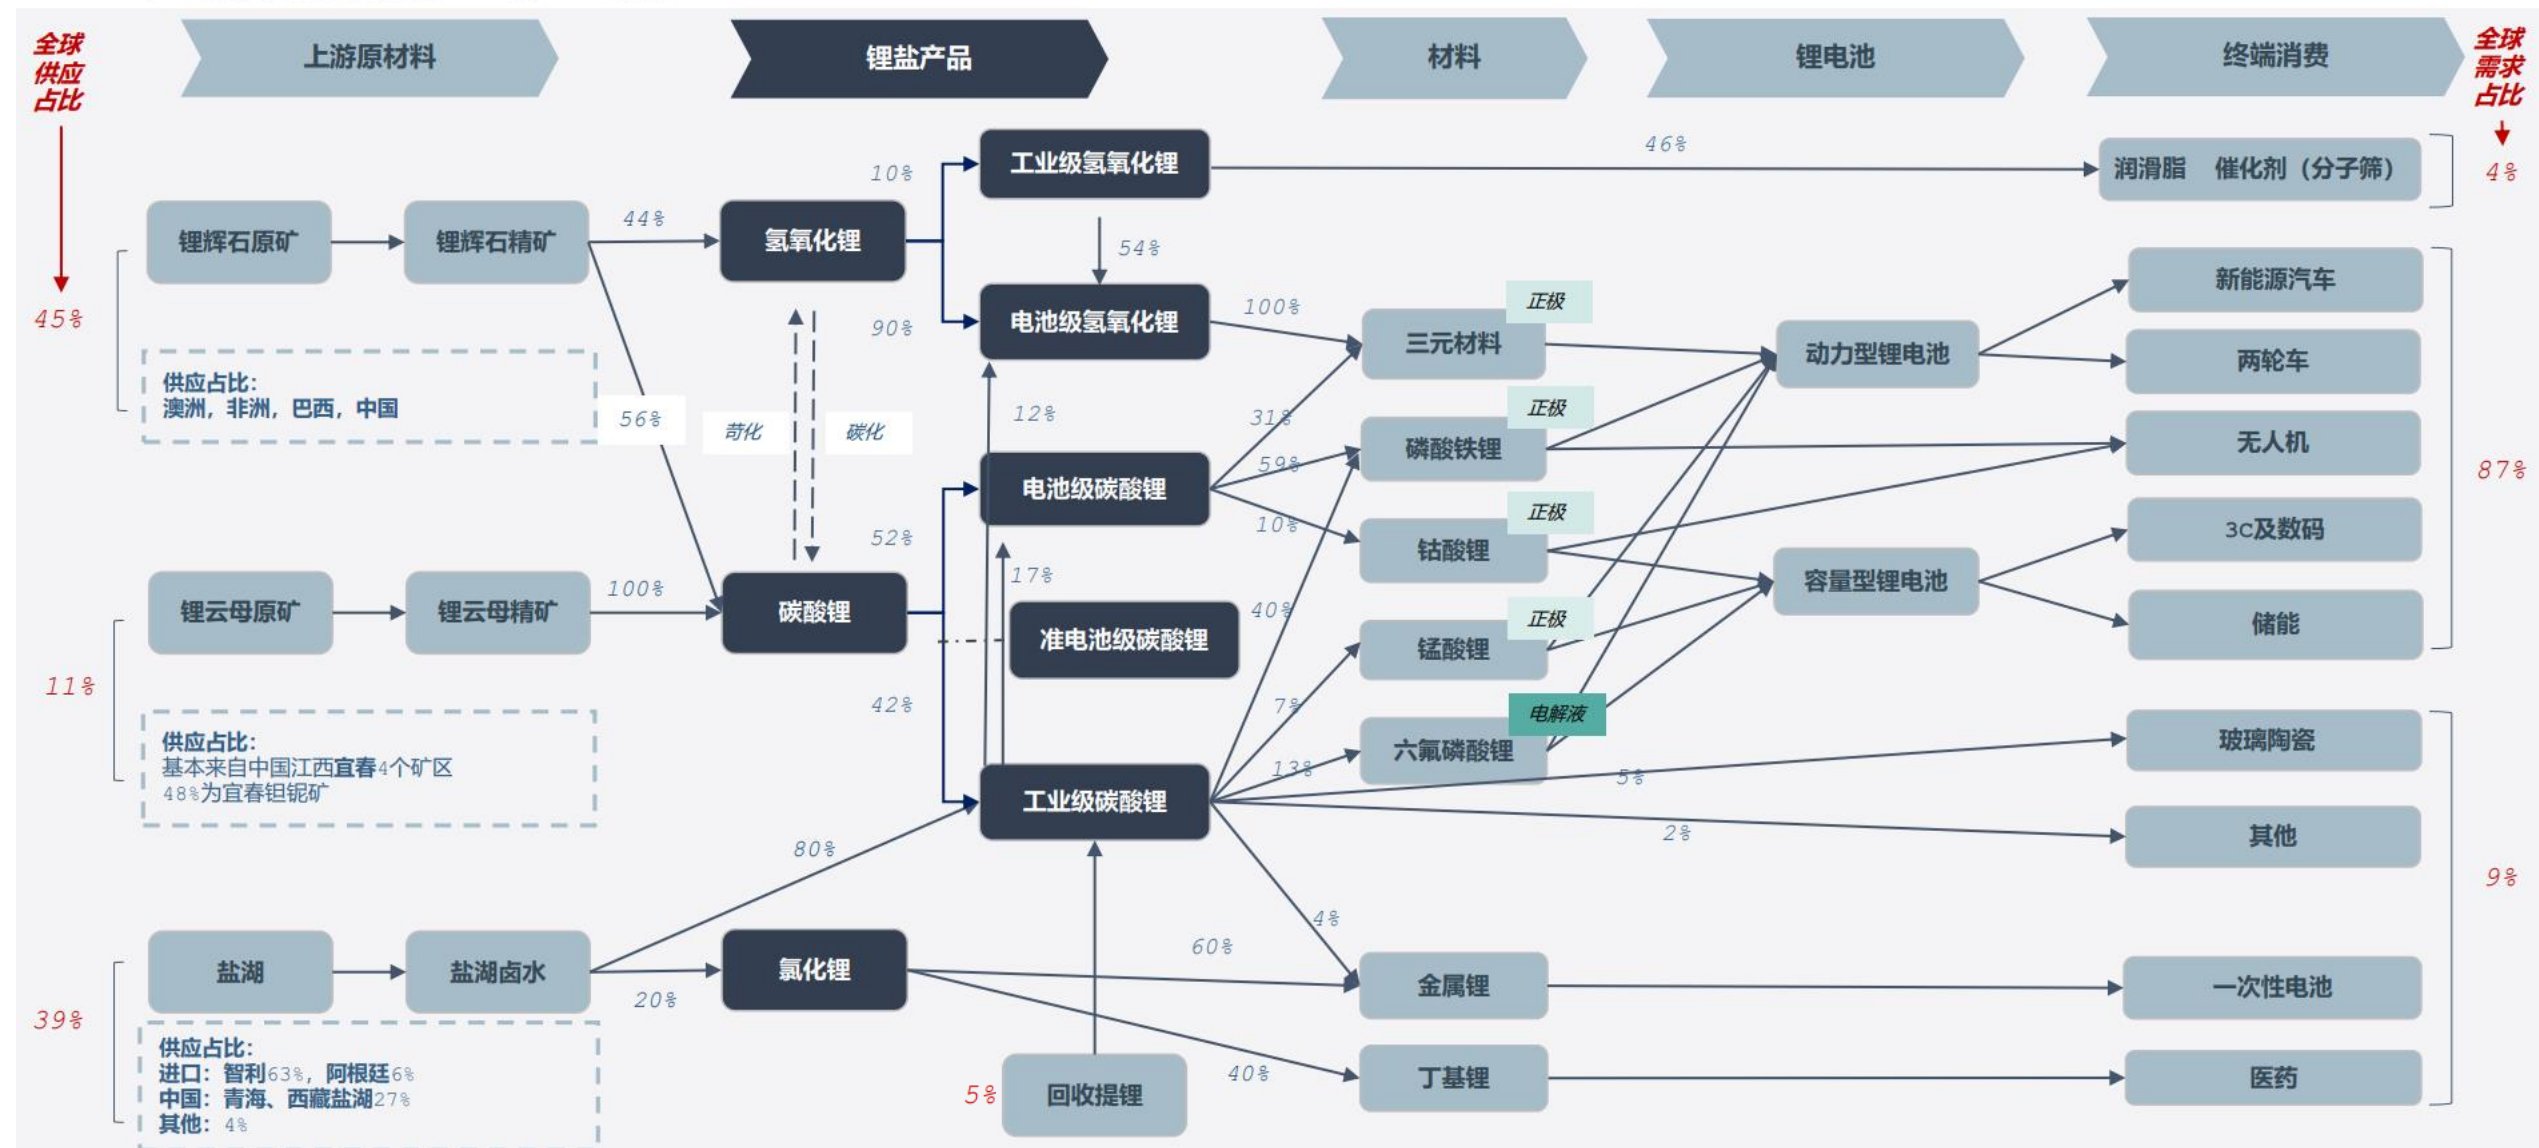 全球
供应
占比
上游原材料
锂盐产品
材料
锂电池
终端消费
全球
需求
占比
45%
锂辉石原矿
锂辉石精矿
44%
56%
供应占比：
澳洲，非洲，巴西，中国
11%
锂云母原矿
锂云母精矿
100%
供应占比：
基本来自中国江西宜春4个矿区
48%为宜春钽铌矿
39%
盐湖
盐湖卤水
80%
20%
供应占比：
进口：智利63%，阿根廷6%
中国：青海、西藏盐湖27%
其他：4%
氢氧化锂
苛化
碳化
碳酸锂
氯化锂
10%
90%
52%
42%
工业级氢氧化锂
54%
电池级氢氧化锂
12%
电池级碳酸锂
17%
准电池级碳酸锂
工业级碳酸锂
5%
回收提锂
46%
100%
31%
59%
10%
40%
7%
13%
5%
2%
4%
60%
40%
正极
三元材料
正极
磷酸铁锂
正极
钴酸锂
正极
锰酸锂
电解液
六氟磷酸锂
金属锂
丁基锂
动力型锂电池
容量型锂电池
润滑脂 催化剂（分子筛）
新能源汽车
两轮车
无人机
3C及数码
储能
玻璃陶瓷
其他
一次性电池
医药
4%
87%
9%